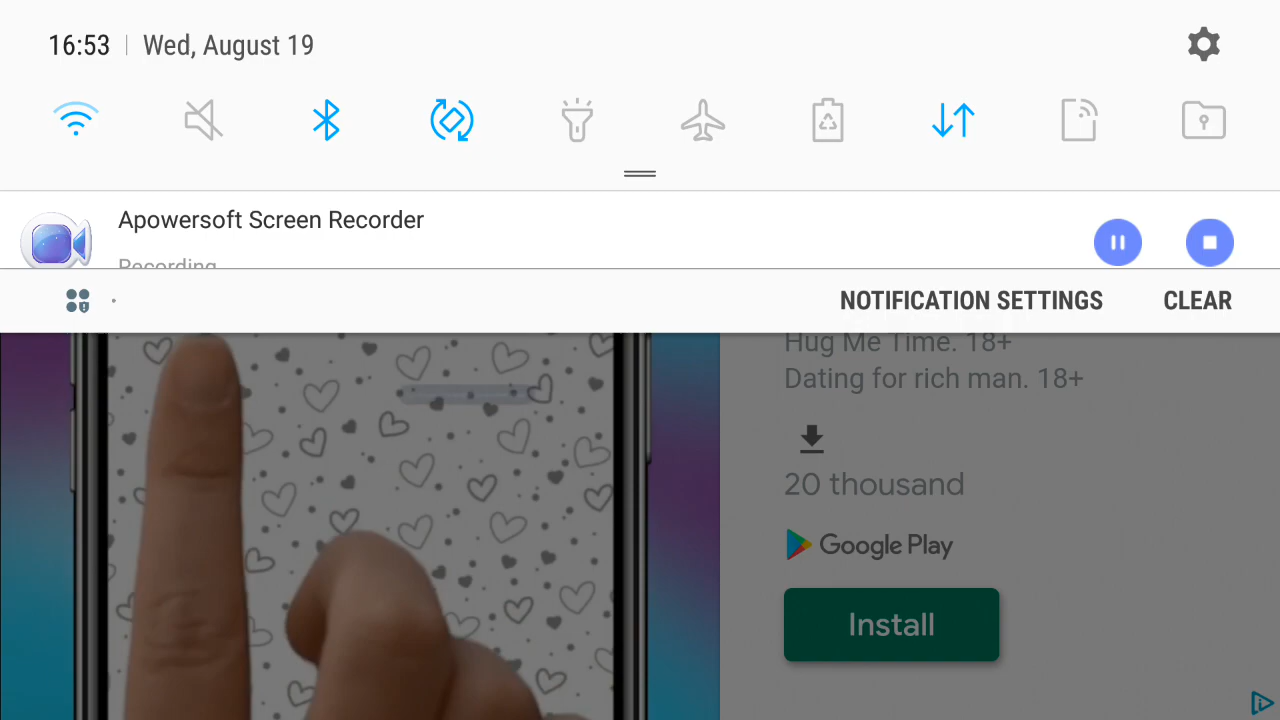 16:53 | Wed, August 19
Apowersoft Screen Recorder
Recording
NOTIFICATION SETTINGS CLEAR
Hug Me Time. 18+
Dating for rich man. 18+
20 thousand
Google Play
Install